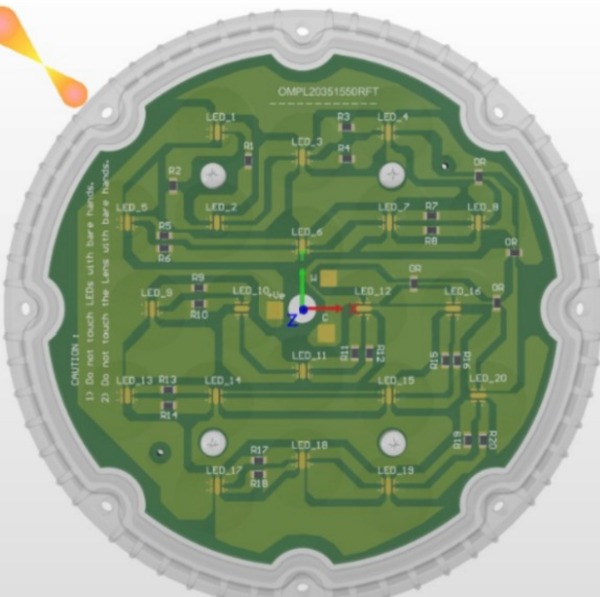 OMPL20351550RFT
LED_1
R3
LED_4
R1
LED_3
R4
0R
R2
LED_5
LED_2
LED_7
R7
LED_8
R5
R6
LED_6
R8
0R
W
R9
LED_10
+Ve
0R
LED_12
LED_16
0R
LED_9
R10
Z
X
C
LED_11
R11
R12
R15
R16
LED_13
R13
LED_14
LED_15
LED_20
R14
R17
LED_18
R19
R20
LED_17
R18
LED_19
CAUTION :
1) Do not touch LEDs with bare hands.
2) Do not touch the Lens with bare hands.